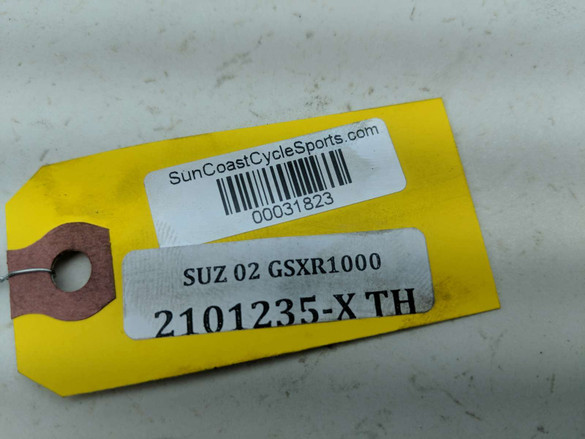 SunCoastCycleSports.com
00031823
SUZ 02 GSXR1000
2101235-X TH